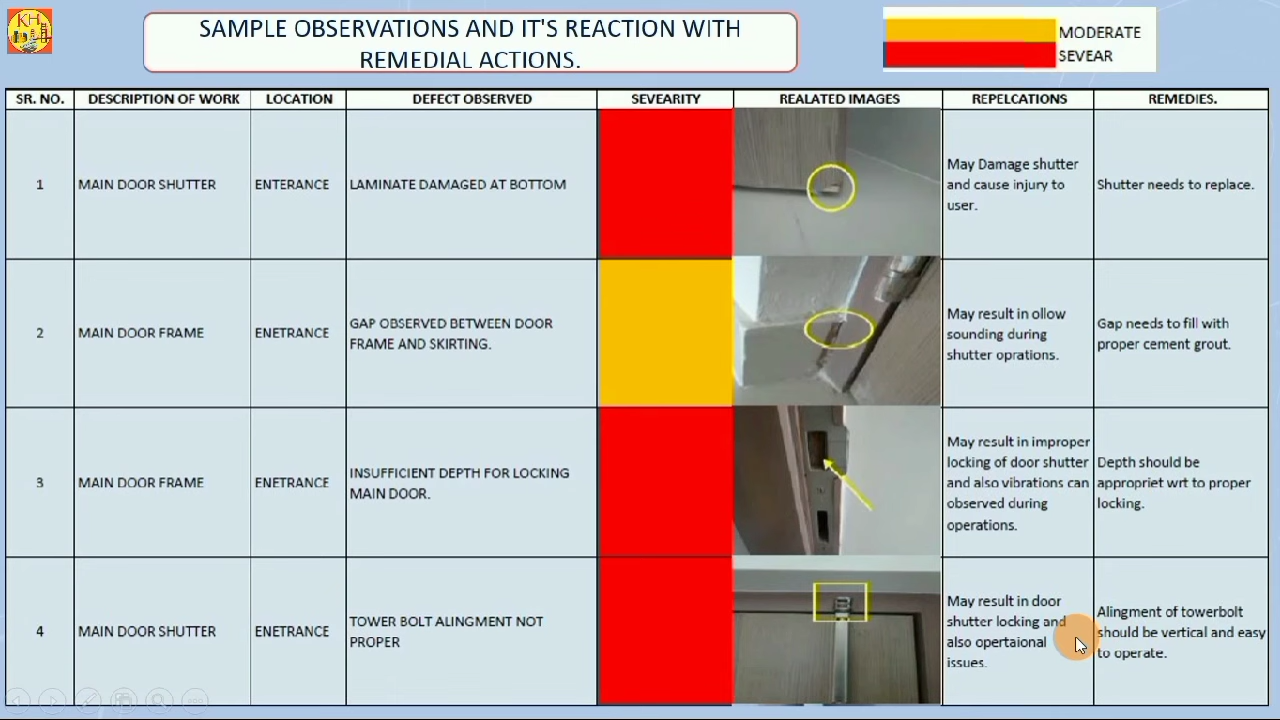 KH
SAMPLE OBSERVATIONS AND IT'S REACTION WITH
REMEDIAL ACTIONS.
MODERATE
SEVEAR
SR. NO. DESCRIPTION OF WORK LOCATION DEFECT OBSERVED SEVEARITY REALATED IMAGES REPELCATIONS REMEDIES.
1 MAIN DOOR SHUTTER ENTERANCE LAMINATE DAMAGED AT BOTTOM
May Damage shutter
and cause injury to
user.
Shutter needs to replace.
2 MAIN DOOR FRAME ENETRANCE
GAP OBSERVED BETWEEN DOOR
FRAME AND SKIRTING.
May result in ollow
sounding during
shutter oprations.
Gap needs to fill with
proper cement grout.
3 MAIN DOOR FRAME ENETRANCE
INSUFFICIENT DEPTH FOR LOCKING
MAIN DOOR.
May result in improper
locking of door shutter
and also vibrations can
observed during
operations.
Depth should be
appropriet wrt to proper
locking.
4 MAIN DOOR SHUTTER ENETRANCE
TOWER BOLT ALINGMENT NOT
PROPER
May result in door
shutter locking and
also opertaional
issues.
Alingment of towerbolt
should be vertical and easy
to operate.